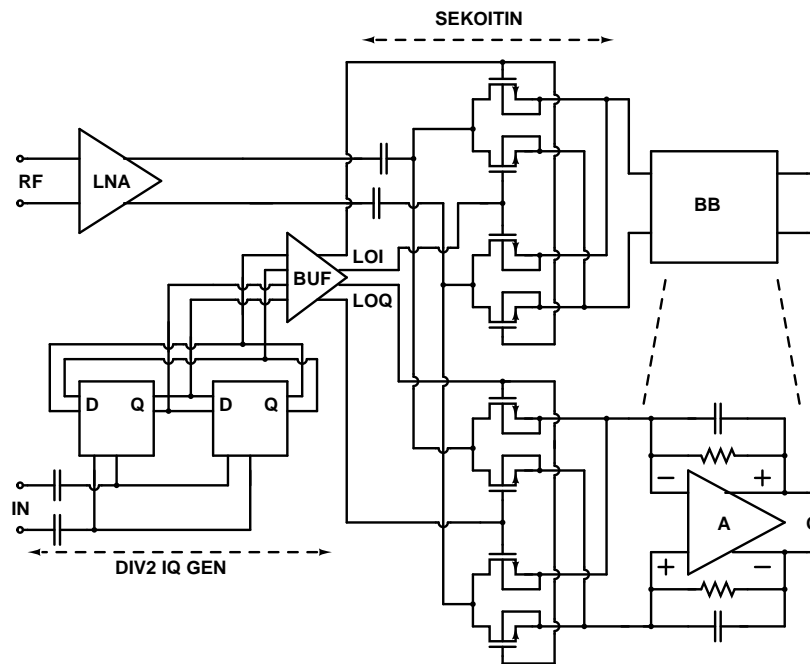 SEKOITIN
RF
LNA
BB
LOI
BUF
LOQ
D
Q
D
Q
IN
A
DIV2 IQ GEN
− +
+ −